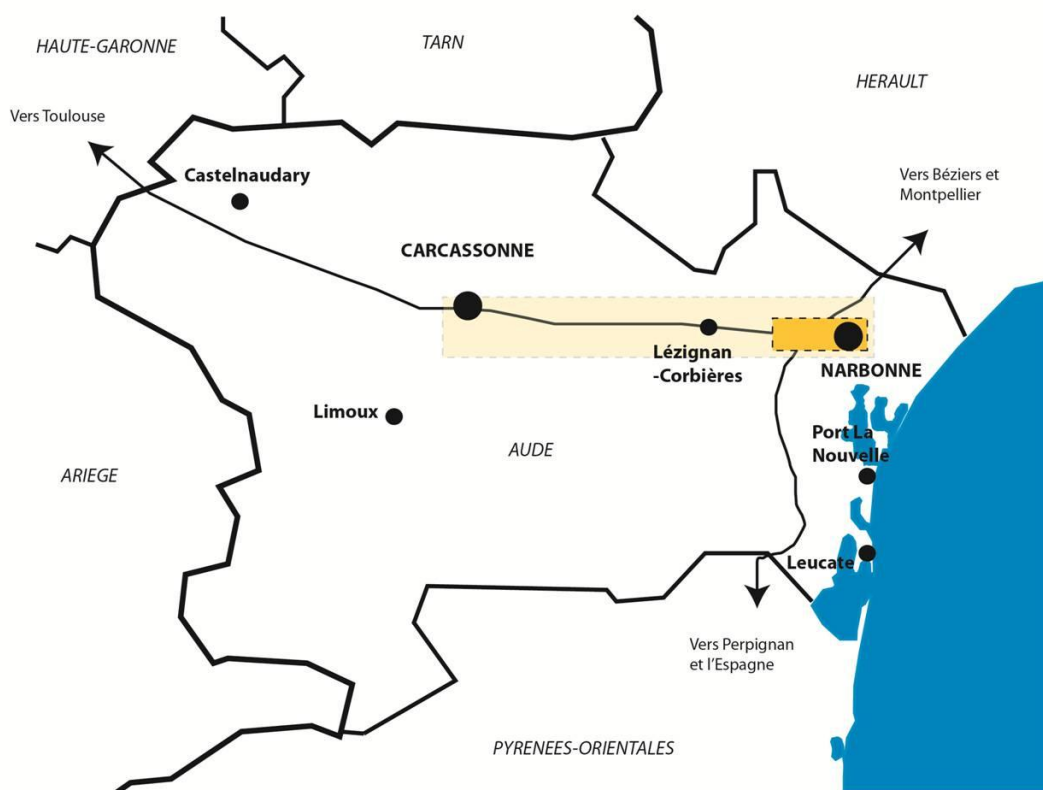 HAUTE-GARONNE
TARN
HERAULT
Vers Toulouse
Castelnaudary
Vers Béziers et
Montpellier
CARCASSONNE
Lézignan
-Corbières
NARBONNE
Limoux
Port La
Nouvelle
AUDE
ARIEGE
Leucate
Vers Perpignan
et l'Espagne
PYRENEES-ORIENTALES